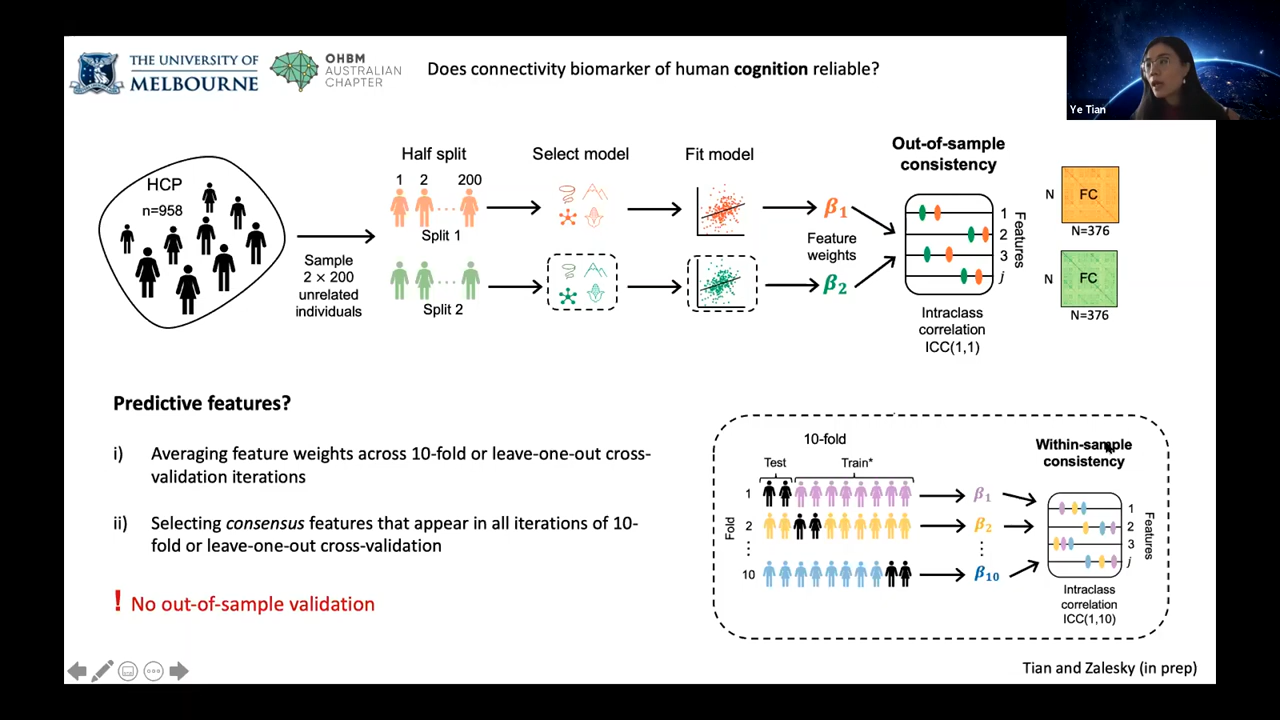 THE UNIVERSITY OF
MELBOURNE
OHBM
AUSTRALIAN
CHAPTER
Does connectivity biomarker of human cognition reliable?
Ye Tian
HCP
n=958
Sample
2 × 200
unrelated
individuals
Half split
1 2 200
Split 1
Split 2
Select model
Fit model
β1
Feature
weights
β2
Out-of-sample
consistency
1
2
3
j
Features
Intraclass
correlation
ICC(1,1)
N
FC
N=376
N
FC
N=376
Predictive features?
i) Averaging feature weights across 10-fold or leave-one-out cross-
validation iterations
ii) Selecting consensus features that appear in all iterations of 10-
fold or leave-one-out cross-validation
! No out-of-sample validation
10-fold
Test Train*
Fold
1
2
10
β1
β2
β10
Within-sample
consistency
1
2
3
j
Features
Intraclass
correlation
ICC(1,10)
Tian and Zalesky (in prep)